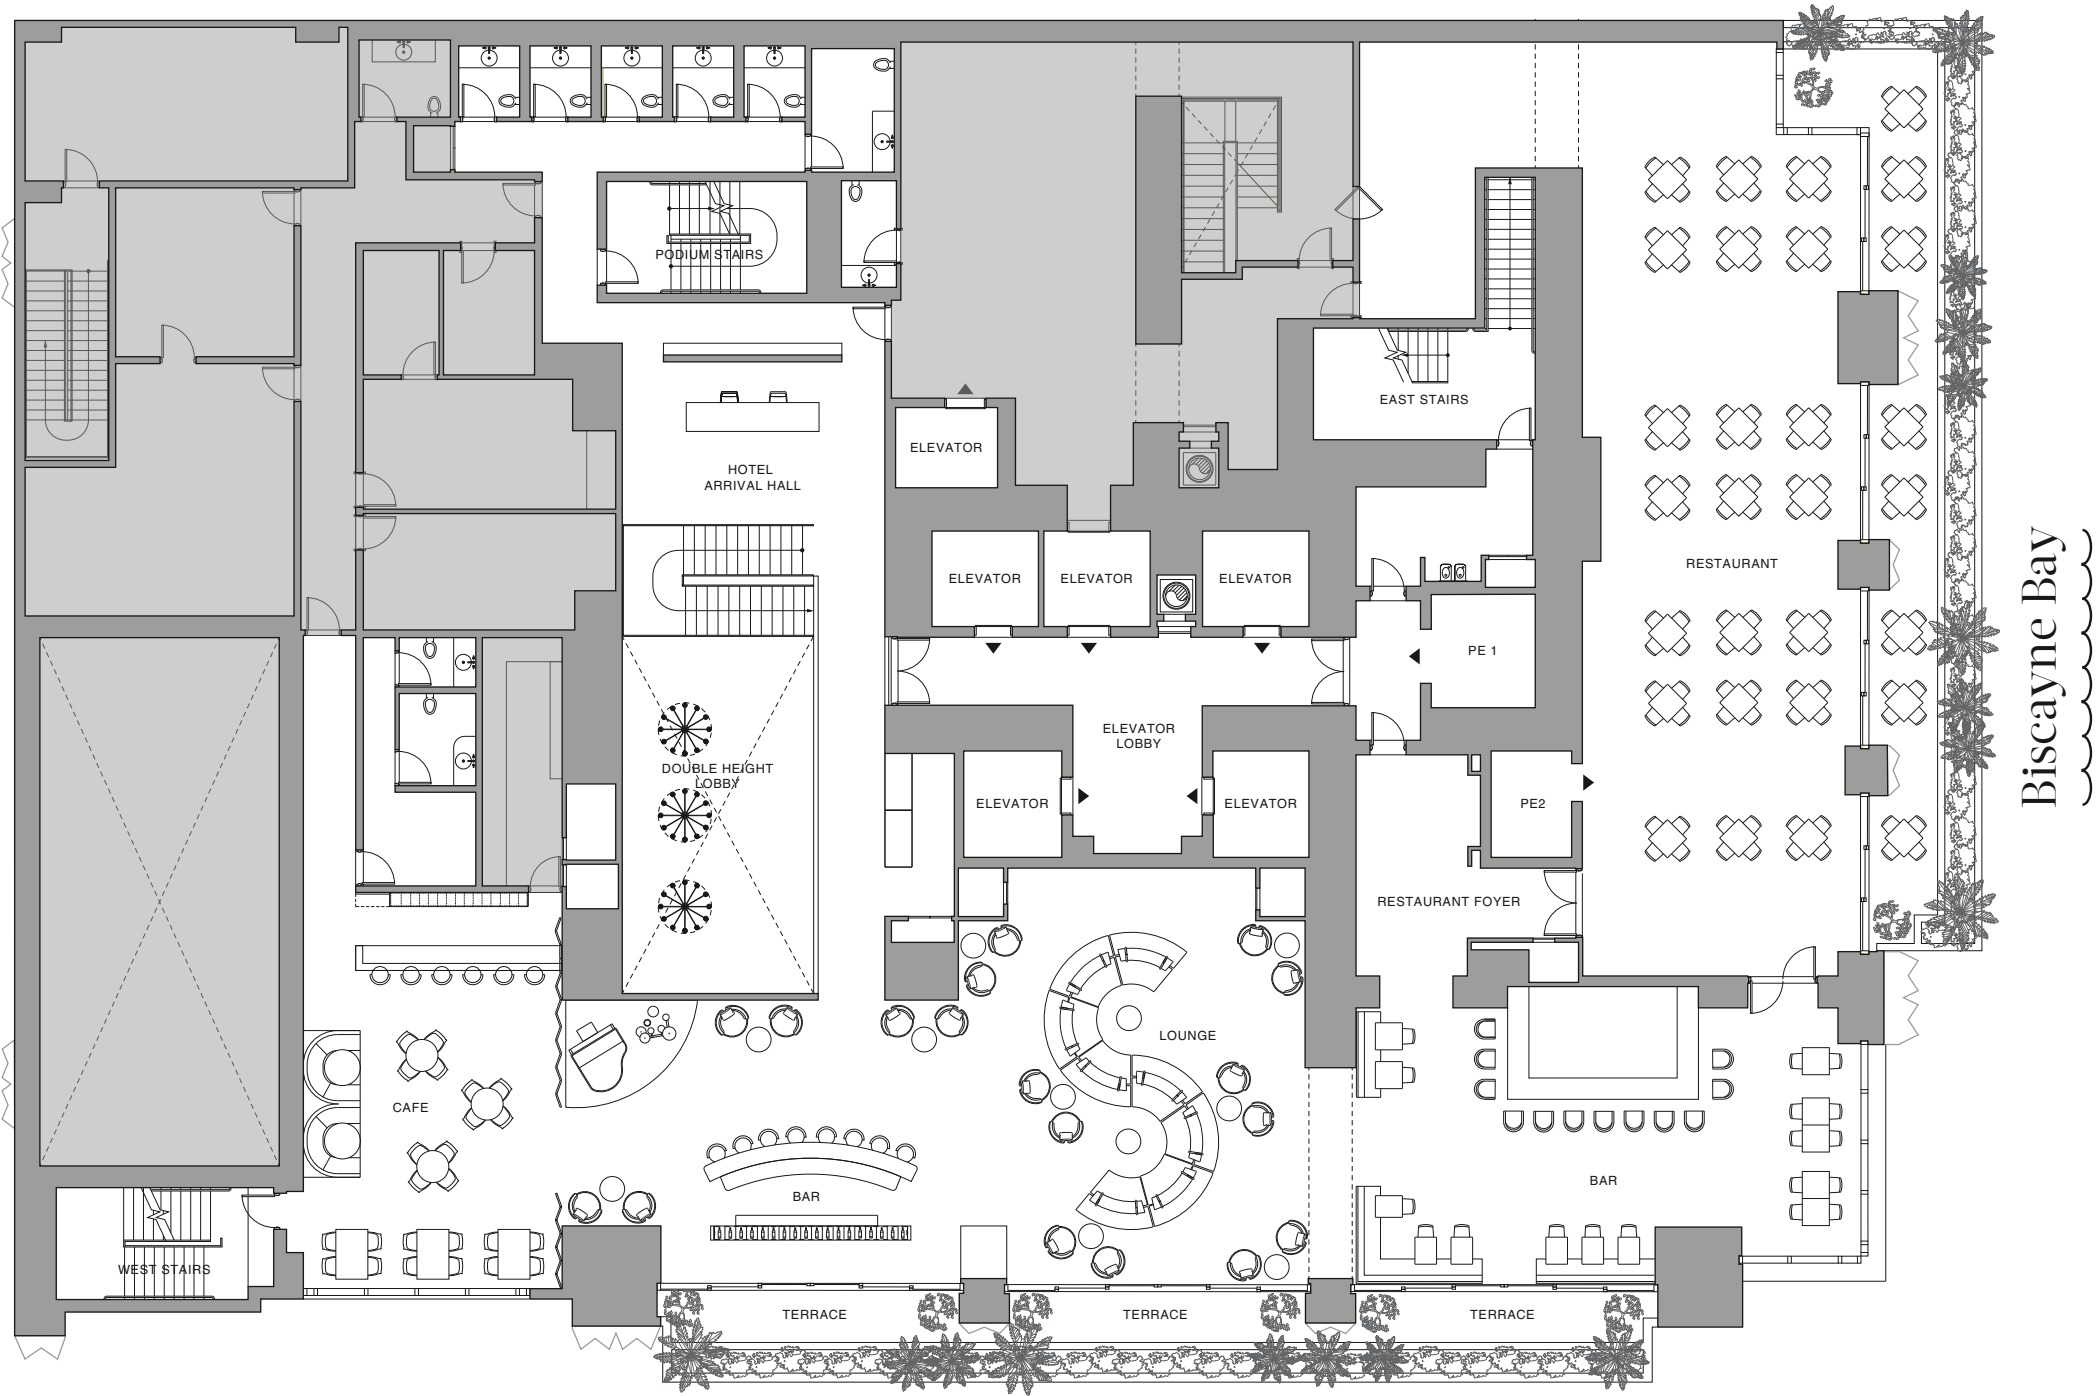 PODIUM STAIRS
EAST STAIRS
ELEVATOR
HOTEL
ARRIVAL HALL
RESTAURANT
ELEVATOR
ELEVATOR
ELEVATOR
PE 1
ELEVATOR
LOBBY
DOUBLE HEIGHT
LOBBY
ELEVATOR
ELEVATOR
PE2
RESTAURANT FOYER
LOUNGE
CAFE
BAR
BAR
WEST STAIRS
TERRACE
TERRACE
TERRACE
Biscayne Bay